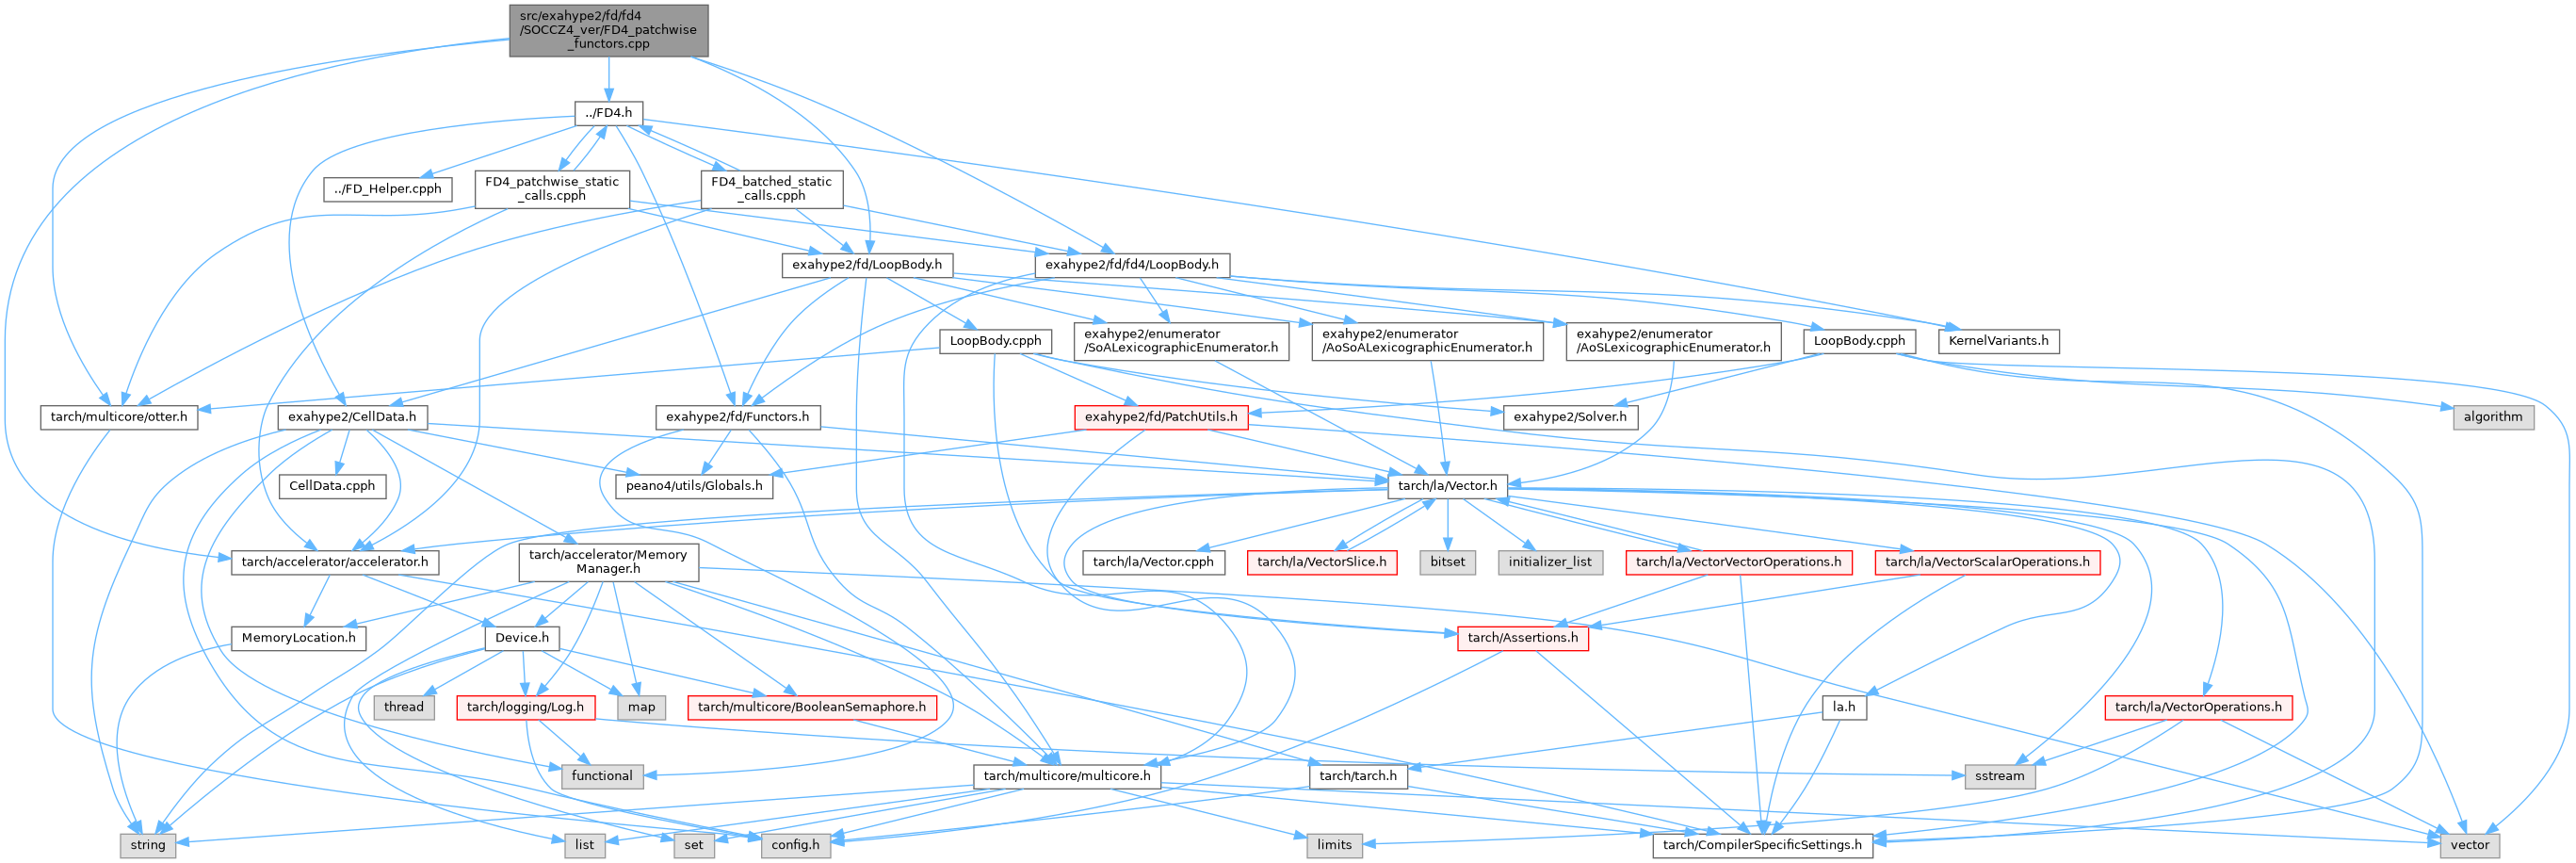 src/exahype2/fd/fd4
/SOCCZ4_ver/FD4_patchwise
_functors.cpp
../FD4.h
../FD_Helper.cpph
FD4_patchwise_static
_calls.cpph
FD4_batched_static
_calls.cpph
exahype2/fd/LoopBody.h
exahype2/fd/fd4/LoopBody.h
LoopBody.cpph
exahype2/enumerator
/SoALexicographicEnumerator.h
exahype2/enumerator
/AoSoALexicographicEnumerator.h
exahype2/enumerator
/AoSLexicographicEnumerator.h
LoopBody.cpph
KernelVariants.h
tarch/multicore/otter.h
exahype2/CellData.h
exahype2/fd/Functors.h
exahype2/fd/PatchUtils.h
exahype2/Solver.h
algorithm
CellData.cpph
peano4/utils/Globals.h
tarch/la/Vector.h
tarch/accelerator/accelerator.h
tarch/accelerator/Memory
Manager.h
tarch/la/Vector.cpph
tarch/la/VectorSlice.h
bitset
initializer_list
tarch/la/VectorVectorOperations.h
tarch/la/VectorScalarOperations.h
MemoryLocation.h
Device.h
tarch/Assertions.h
thread
tarch/logging/Log.h
map
tarch/multicore/BooleanSemaphore.h
la.h
tarch/la/VectorOperations.h
functional
tarch/multicore/multicore.h
tarch/tarch.h
sstream
string
list
set
config.h
limits
tarch/CompilerSpecificSettings.h
vector